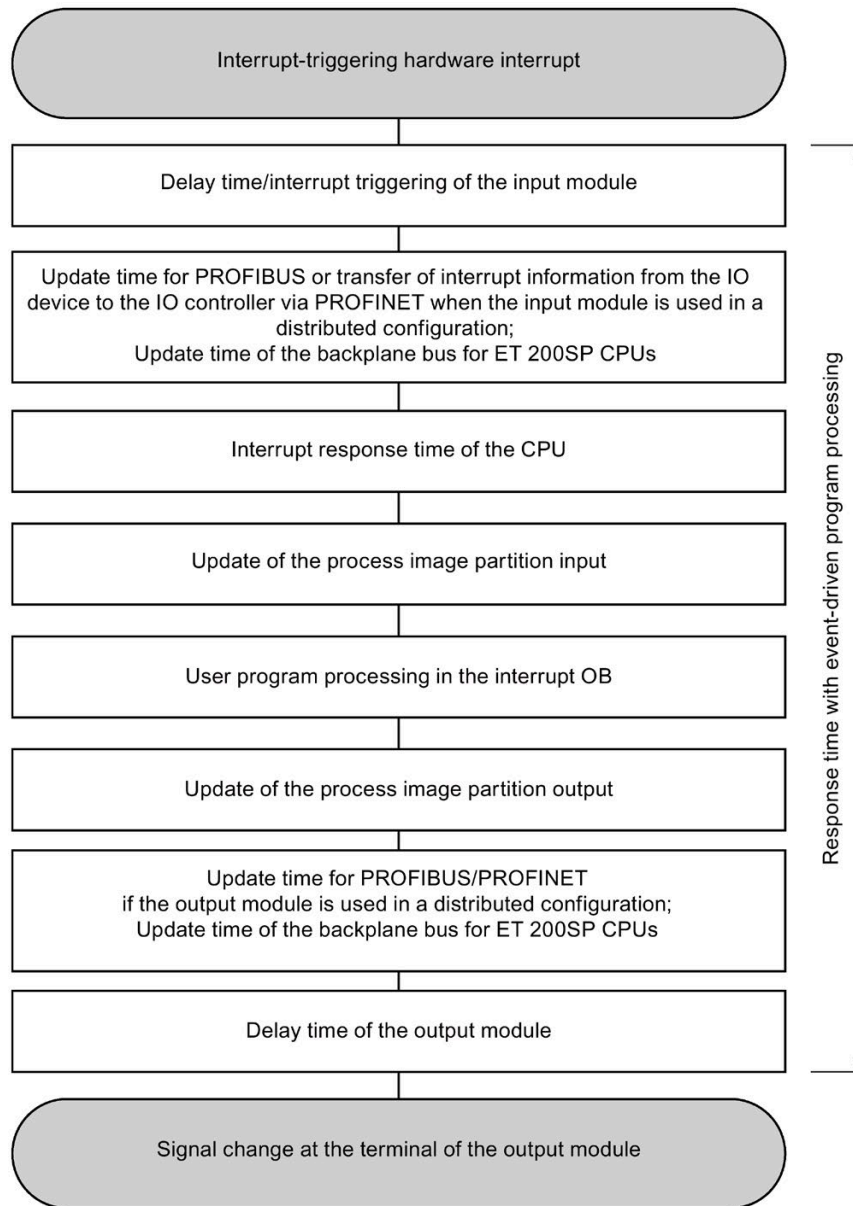 Interrupt-triggering hardware interrupt
Delay time/interrupt triggering of the input module
Update time for PROFIBUS or transfer of interrupt information from the IO
device to the IO controller via PROFINET when the input module is used in a
distributed configuration;
Update time of the backplane bus for ET 200SP CPUs
Interrupt response time of the CPU
Update of the process image partition input
User program processing in the interrupt OB
Update of the process image partition output
Update time for PROFIBUS/PROFINET
if the output module is used in a distributed configuration;
Update time of the backplane bus for ET 200SP CPUs
Delay time of the output module
Signal change at the terminal of the output module
Response time with event-driven program processing